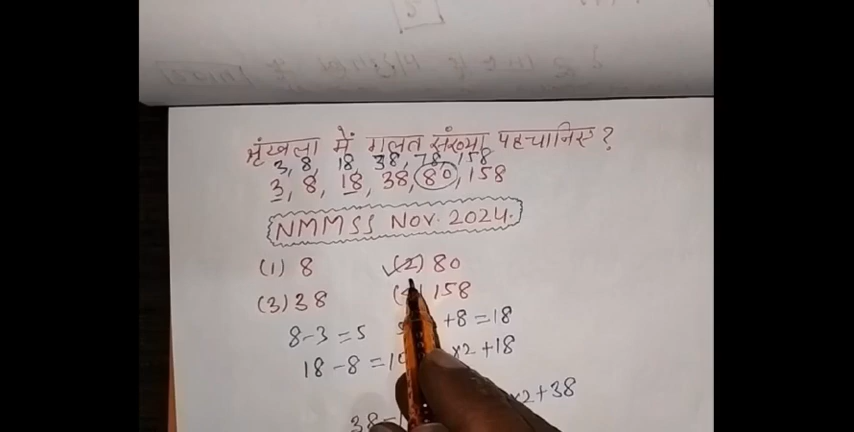 शृंखला में गलत संख्या पहचानिए ?
3, 8, 18, 38, 78, 158
3, 8, 18, 38, 80, 158
NMMSS NOV. 2024.
(1) 8 (2) 80
(3) 38 158
8-3=5 +8=18
18-8= x2+18
x2+38
38-